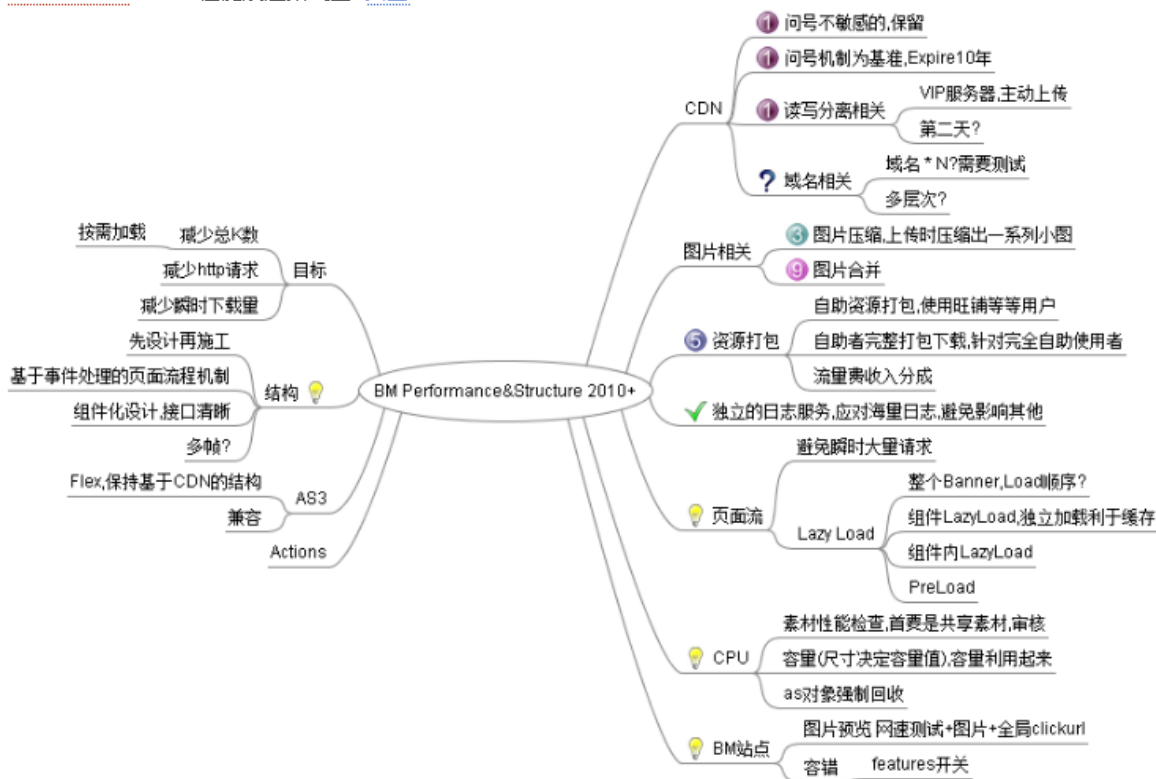 BM Performance&Structure 2010+
CDN
1 问号不敏感的,保留
1 问号机制为基准,Expire10年
1 读写分离相关
VIP服务器,主动上传
第二天?
? 域名相关
域名 * N?需要测试
多层次?
图片相关
3 图片压缩,上传时压缩出一系列小图
9 图片合并
5 资源打包
自助资源打包,使用旺铺等等用户
自助者完整打包下载,针对完全自助使用者
流量费收入分成
独立的日志服务,应对海量日志,避免影响其他
页面流
避免瞬时大量请求
Lazy Load
整个Banner,Load顺序?
组件LazyLoad,独立加载利于缓存
组件内LazyLoad
PreLoad
CPU
素材性能检查,首要是共享素材,审核
容量(尺寸决定容量值),容量利用起来
as对象强制回收
BM站点
图片预览 网速测试+图片+全局clickurl
容错
features开关
目标
减少总K数
按需加载
减少http请求
减少瞬时下载量
结构
先设计再施工
基于事件处理的页面流程机制
组件化设计,接口清晰
多帧?
AS3
Flex,保持基于CDN的结构
兼容
Actions